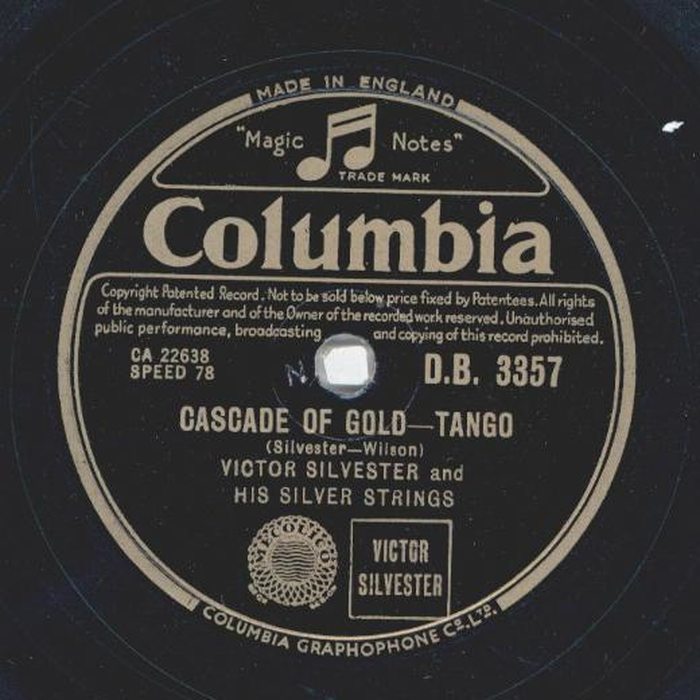 MADE IN ENGLAND
"Magic Notes"
TRADE MARK
Columbia
Copyright Patented Record. Not to be sold below price fixed by Patentees. All rights
of the manufacturer and of the Owner of the recorded work reserved. Unauthorised
public performance, broadcasting and copying of this record prohibited.
CA 22638
SPEED 78
D.B. 3357
CASCADE OF GOLD—TANGO
(Silvester—Wilson)
VICTOR SILVESTER and
HIS SILVER STRINGS
VICTOR
SILVESTER
COLUMBIA GRAPHOPHONE Co. LTD.